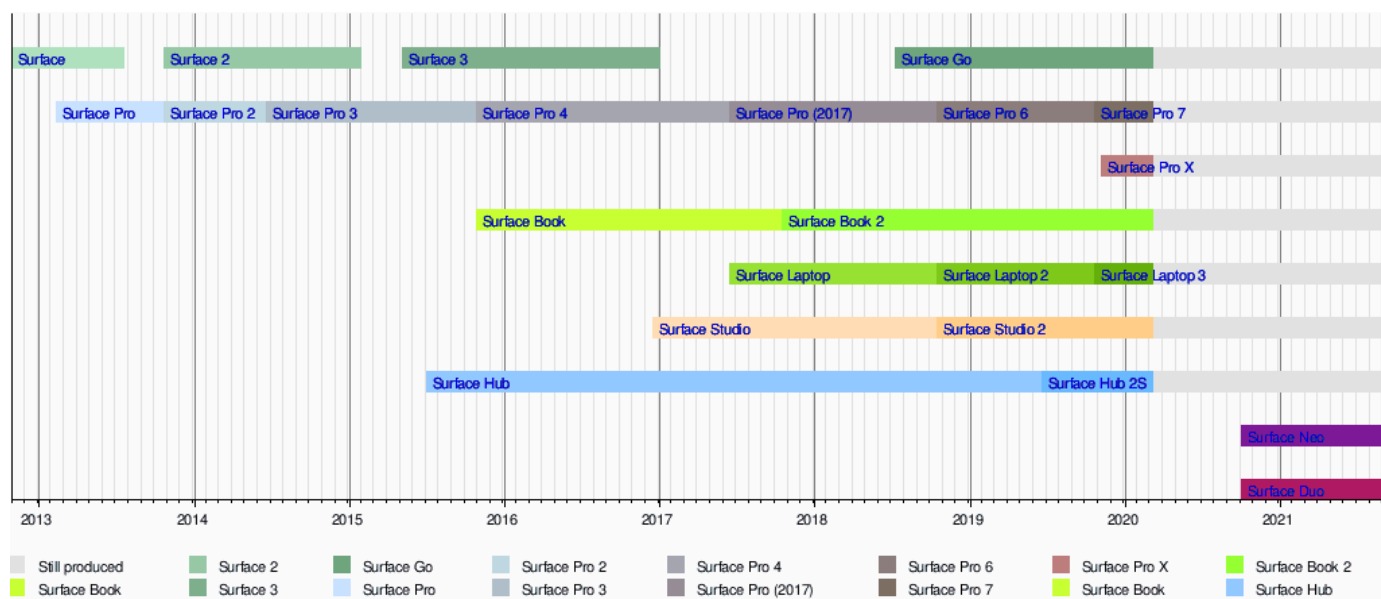 Surface Surface 2 Surface 3 Surface Go
Surface Pro Surface Pro 2 Surface Pro 3 Surface Pro 4 Surface Pro (2017) Surface Pro 6 Surface Pro 7
Surface Pro X
Surface Book Surface Book 2
Surface Laptop Surface Laptop 2 Surface Laptop 3
Surface Studio Surface Studio 2
Surface Hub Surface Hub 2S
Surface Neo
Surface Duo
2013 2014 2015 2016 2017 2018 2019 2020 2021
Still produced Surface 2 Surface Go Surface Pro 2 Surface Pro 4 Surface Pro 6 Surface Pro X Surface Book 2
Surface Book Surface 3 Surface Pro Surface Pro 3 Surface Pro (2017) Surface Pro 7 Surface Book Surface Hub